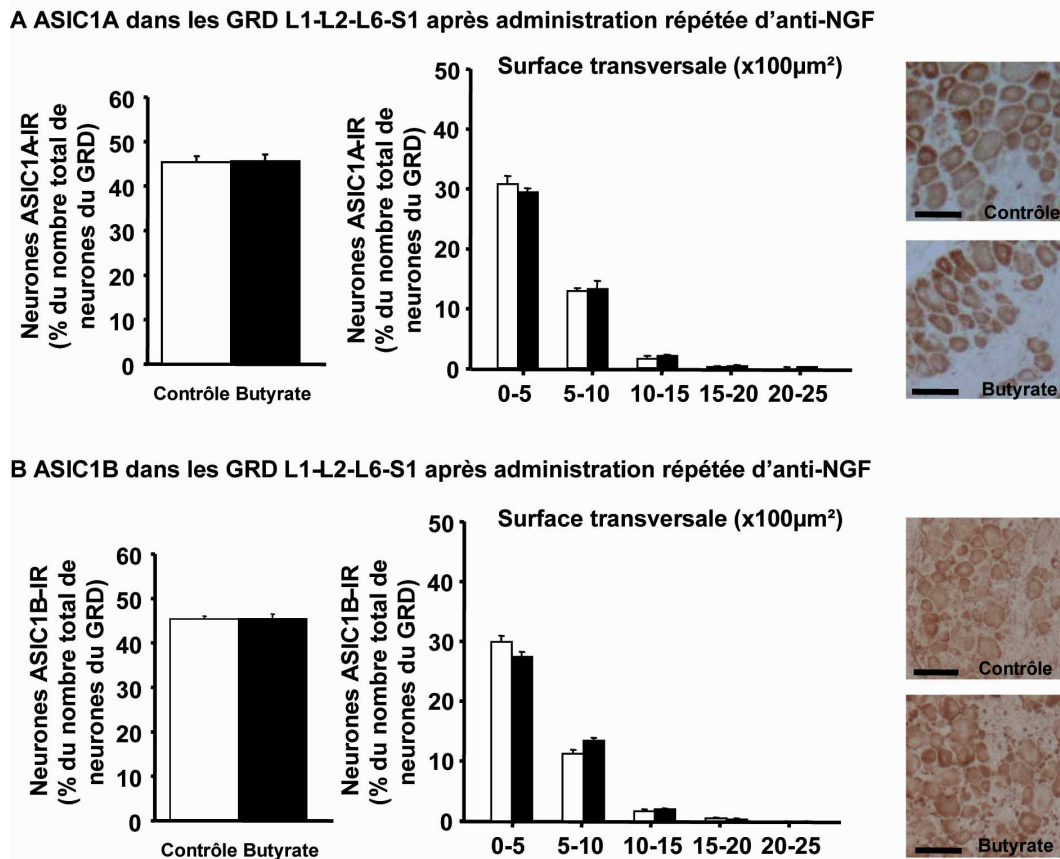 A ASIC1A dans les GRD L1-L2-L6-S1 après administration répétée d'anti-NGF
Neurones ASIC1A-IR
(% du nombre total de
neurones du GRD)
60
50
40
30
20
10
0
Contrôle Butyrate
Surface transversale (x100µm²)
Neurones ASIC1A-IR
(% du nombre total de
neurones du GRD)
50
40
30
20
10
0
0-5 5-10 10-15 15-20 20-25
Contrôle
Butyrate
B ASIC1B dans les GRD L1-L2-L6-S1 après administration répétée d'anti-NGF
Neurones ASIC1B-IR
(% du nombre total de
neurones du GRD)
60
50
40
30
20
10
0
Contrôle Butyrate
Surface transversale (x100µm²)
Neurones ASIC1B-IR
(% du nombre total de
neurones du GRD)
50
40
30
20
10
0
0-5 5-10 10-15 15-20 20-25
Contrôle
Butyrate